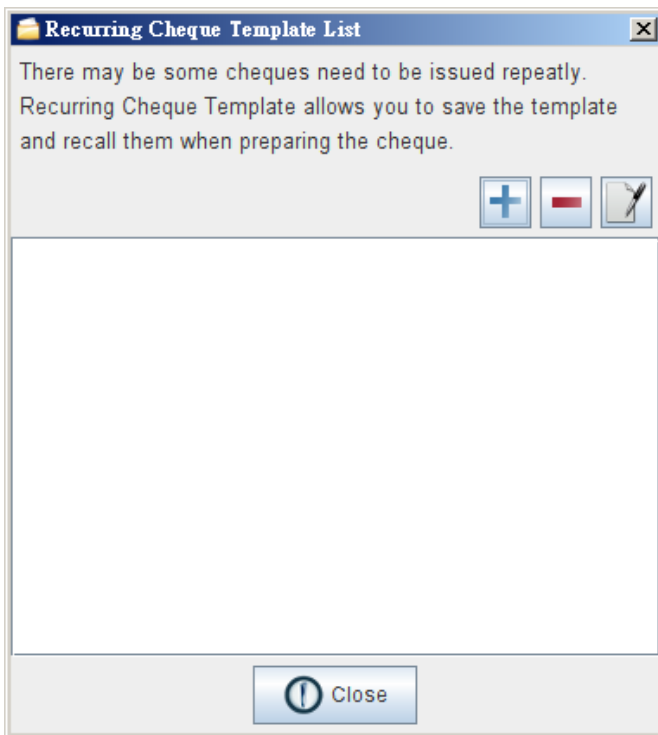 Recurring Cheque Template List
There may be some cheques need to be issued repeatly.
Recurring Cheque Template allows you to save the template
and recall them when preparing the cheque.
Close